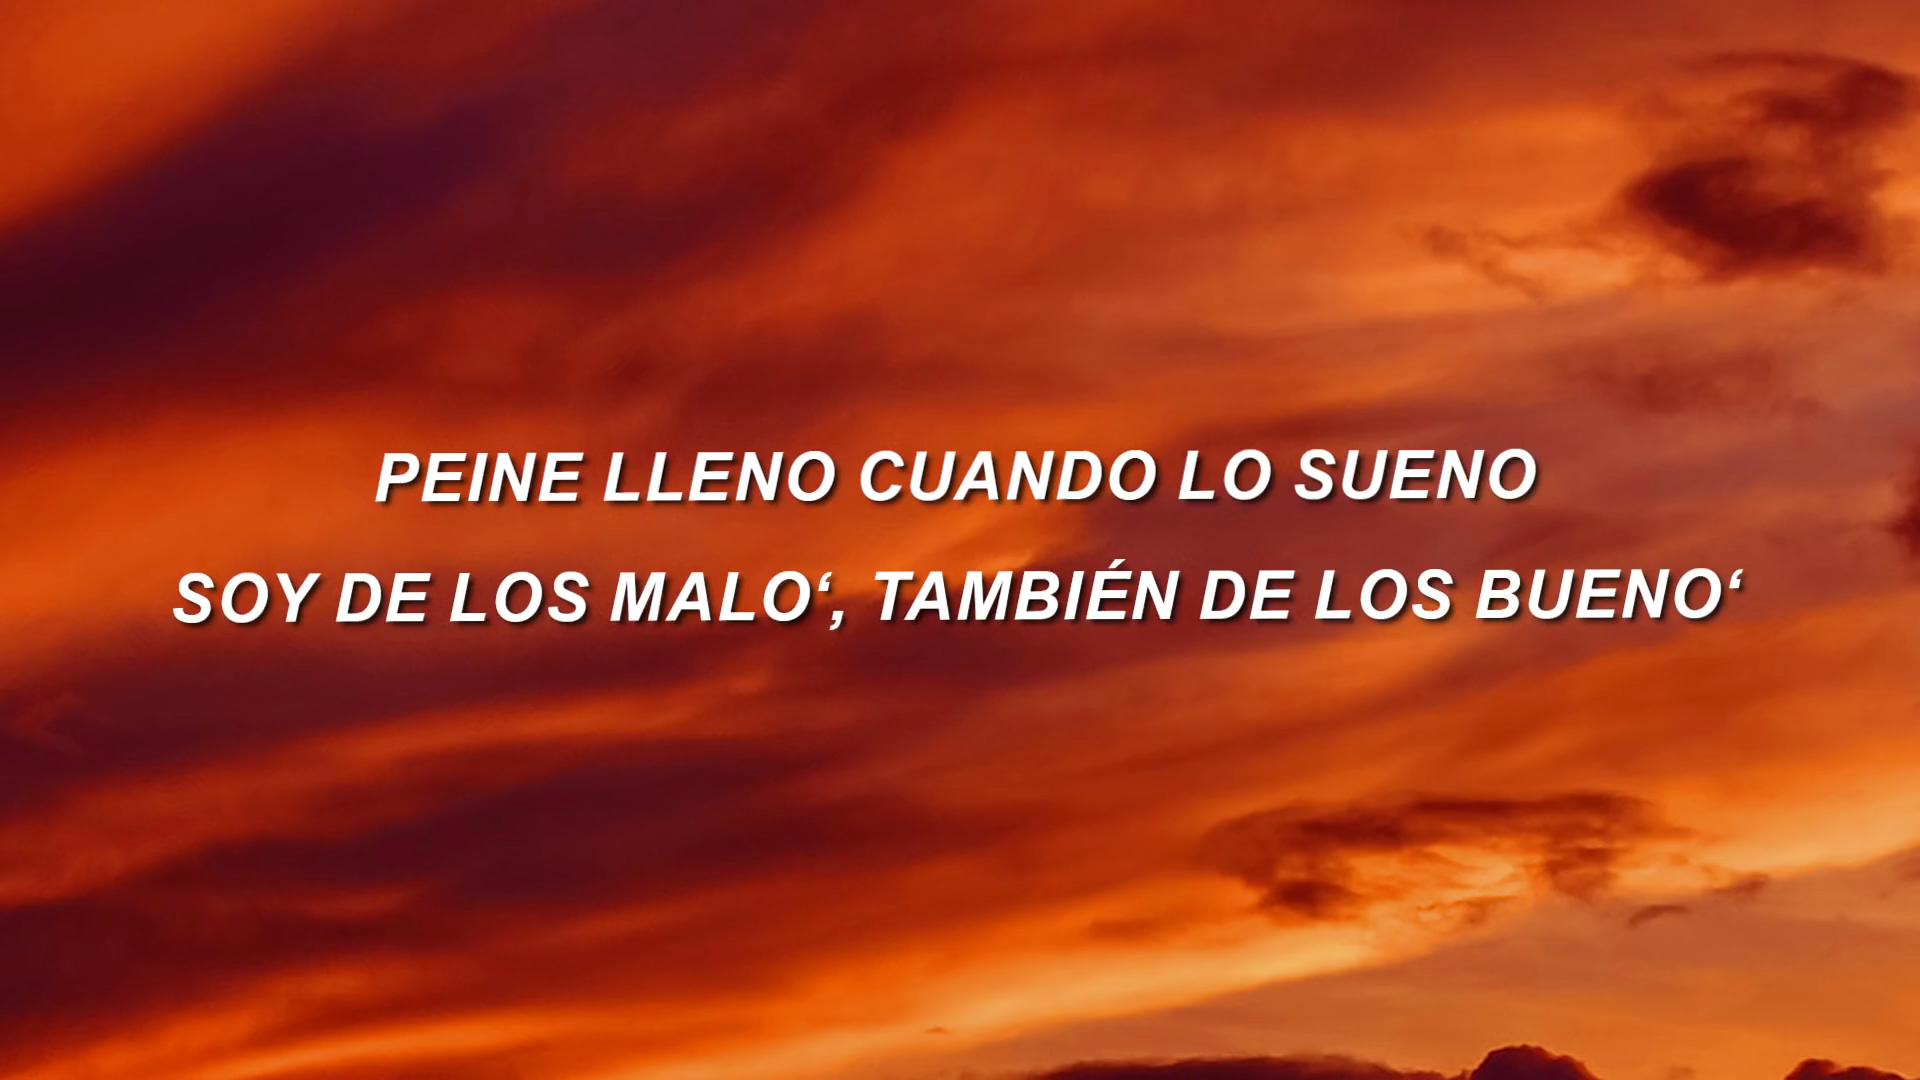 PEINE LLENO CUANDO LO SUENO
SOY DE LOS MALO‘, TAMBIÉN DE LOS BUENO‘